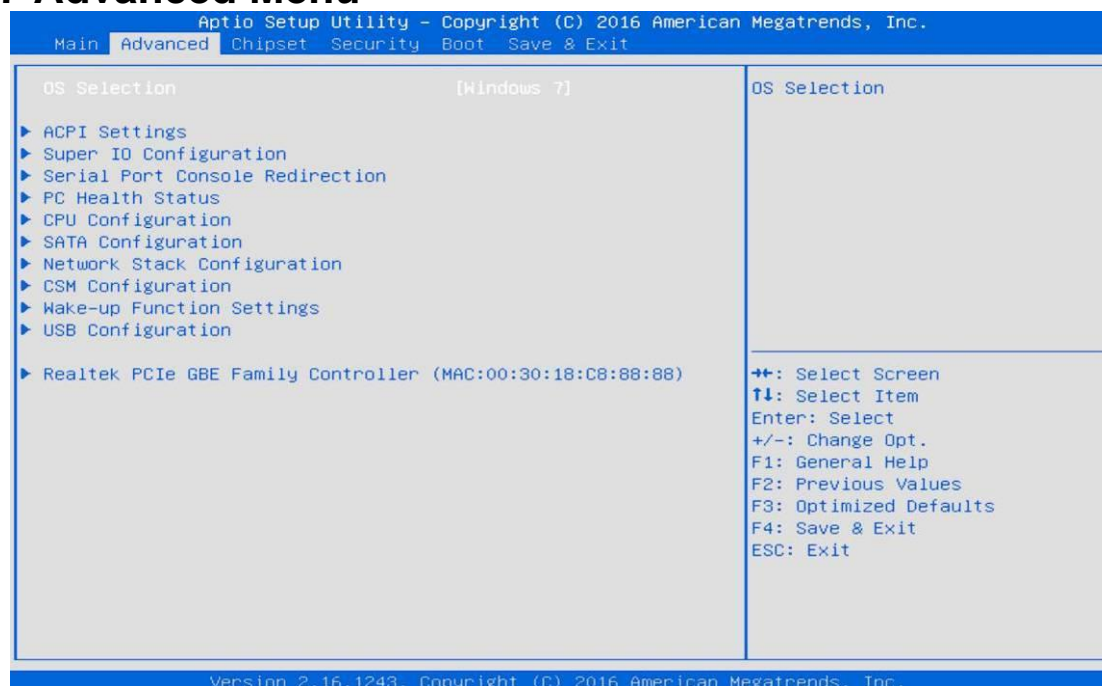 Advanced Menu
Aptio Setup Utility – Copyright (C) 2016 American Megatrends, Inc.
Main Advanced Chipset Security Boot Save & Exit
OS Selection [Windows 7] OS Selection
▶ ACPI Settings
▶ Super IO Configuration
▶ Serial Port Console Redirection
▶ PC Health Status
▶ CPU Configuration
▶ SATA Configuration
▶ Network Stack Configuration
▶ CSM Configuration
▶ Wake-up Function Settings
▶ USB Configuration
▶ Realtek PCIe GBE Family Controller (MAC:00:30:18:C8:88:88)
→←: Select Screen
↑↓: Select Item
Enter: Select
+/-: Change Opt.
F1: General Help
F2: Previous Values
F3: Optimized Defaults
F4: Save & Exit
ESC: Exit
Version 2.16.1243. Copyright (C) 2016 American Megatrends, Inc.